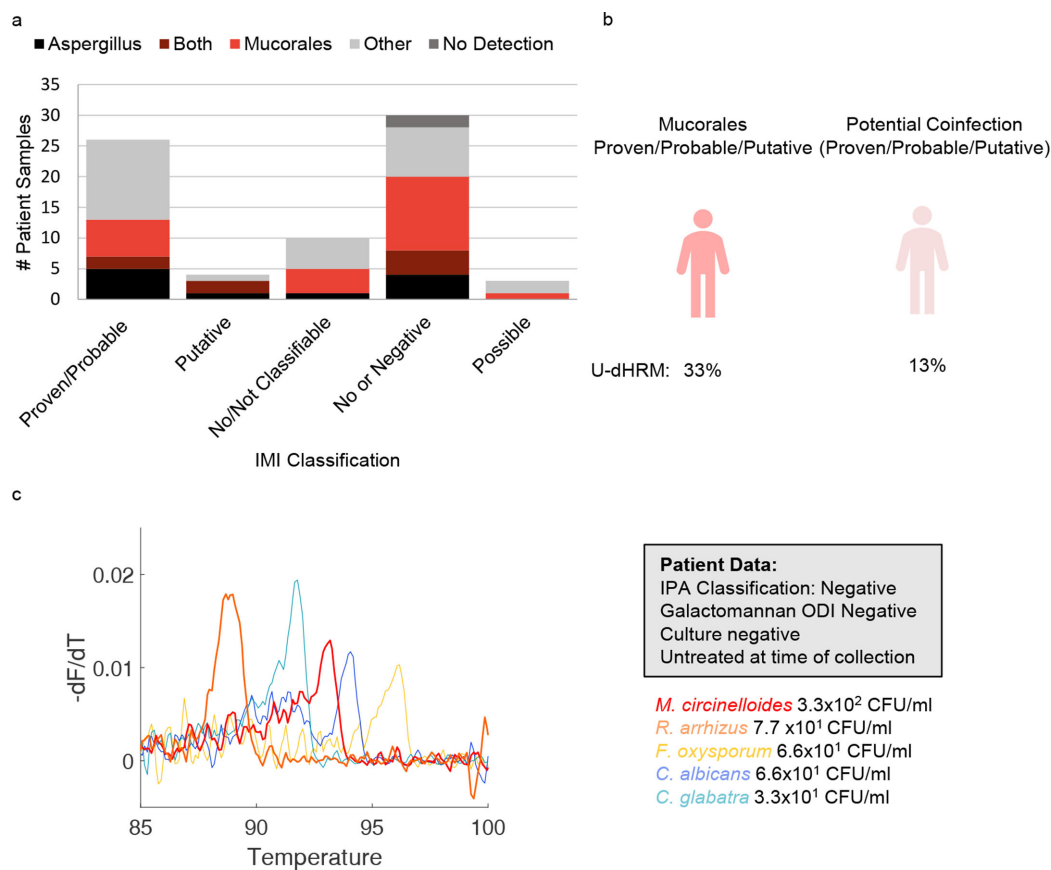 a
Aspergillus Both Mucorales Other No Detection
35
30
25
20
15
10
5
0
# Patient Samples
Proven/Probable
Putative
No/Not Classifiable
No or Negative
Possible
IMI Classification
b
Mucorales
Proven/Probable/Putative
Potential Coinfection
(Proven/Probable/Putative)
U-dHRM: 33%
13%
c
0.02
0.01
0
-dF/dT
85 90 95 100
Temperature
Patient Data:
IPA Classification: Negative
Galactomannan ODI Negative
Culture negative
Untreated at time of collection
M. circinelloides 3.3x10² CFU/ml
R. arrhizus 7.7 x10¹ CFU/ml
F. oxysporum 6.6x10¹ CFU/ml
C. albicans 6.6x10¹ CFU/ml
C. glabatra 3.3x10¹ CFU/ml